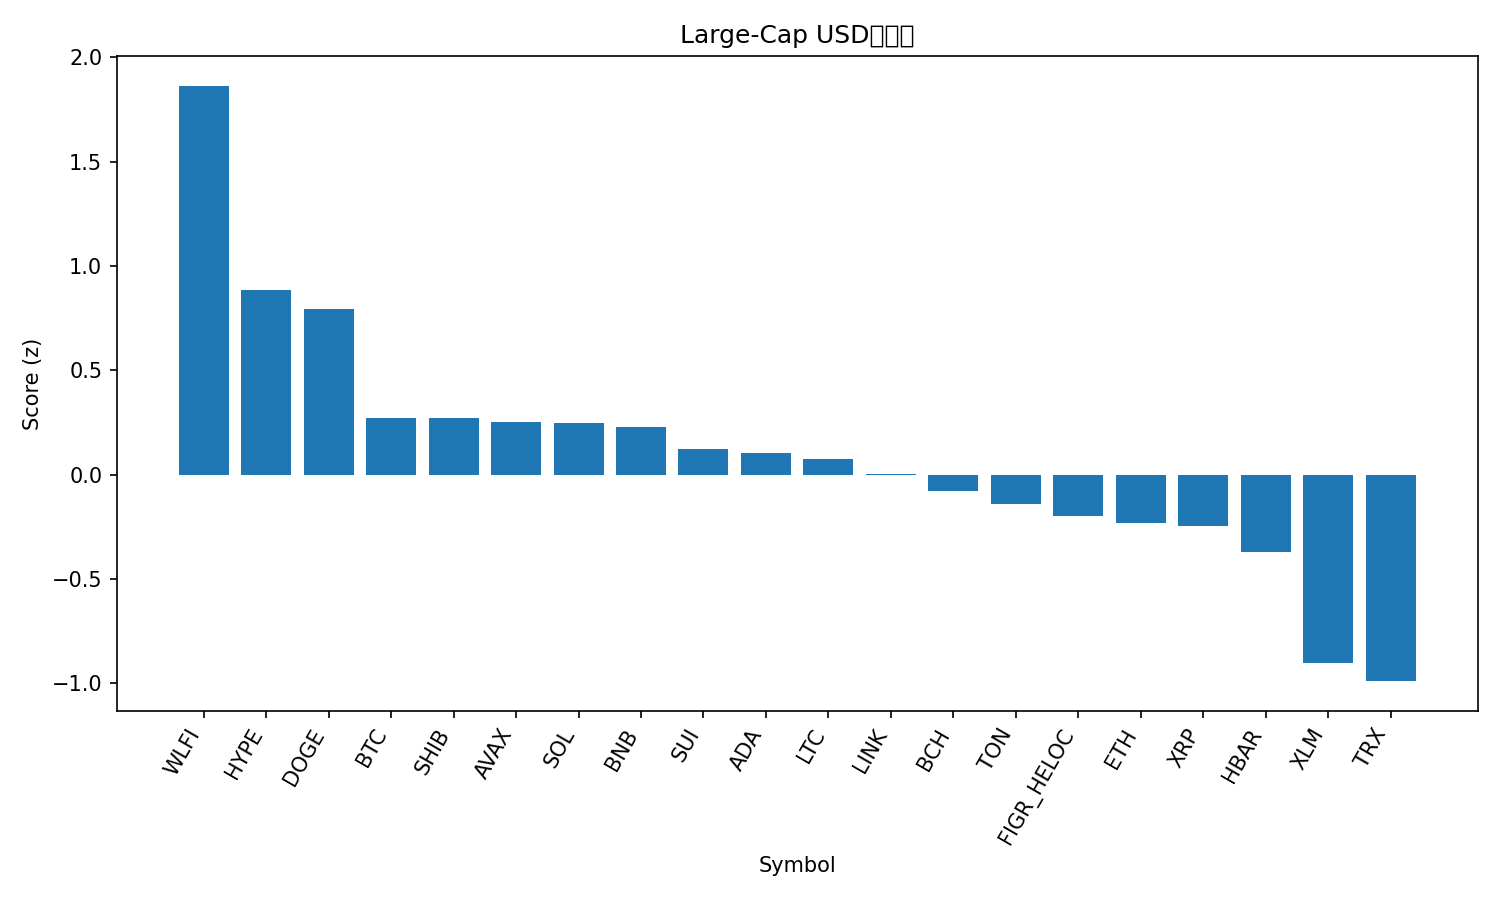 Large-Cap USD
2.0
1.5
1.0
0.5
0.0
−0.5
−1.0
Score (z)
WLFI
HYPE
DOGE
BTC
SHIB
AVAX
SOL
BNB
SUI
ADA
LTC
LINK
BCH
TON
FIGR_HELOC
ETH
XRP
HBAR
XLM
TRX
Symbol